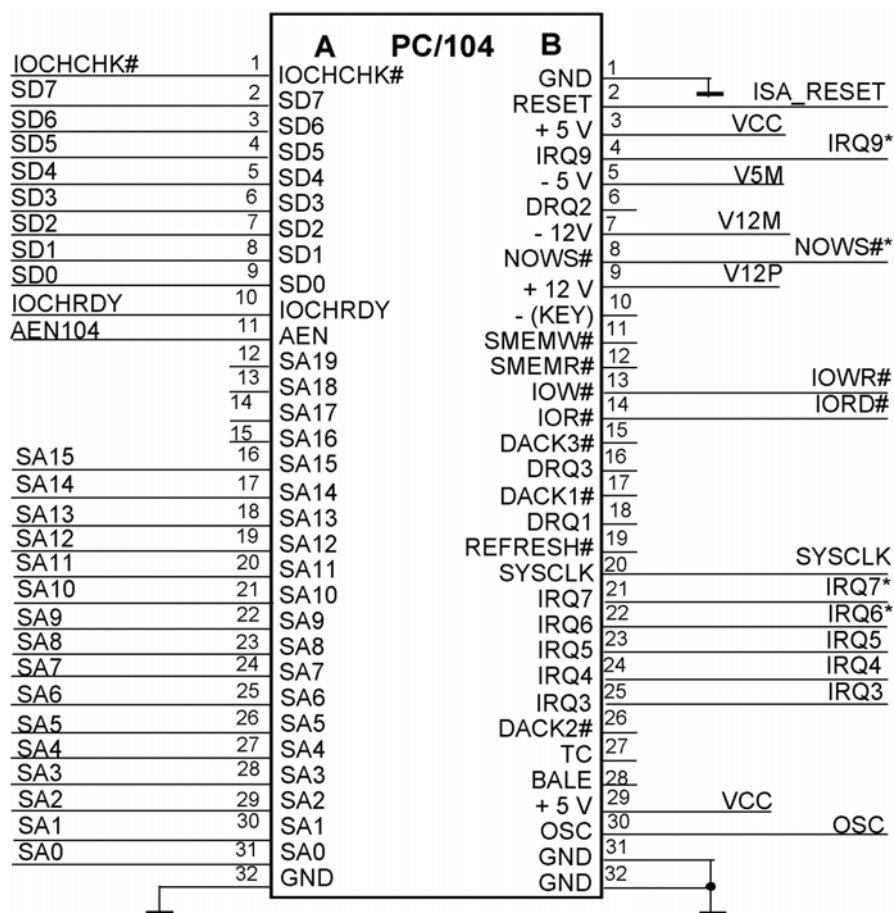 A PC/104 B
IOCHCHK# 1 IOCHCHK#
SD7 2 SD7
SD6 3 SD6
SD5 4 SD5
SD4 5 SD4
SD3 6 SD3
SD2 7 SD2
SD1 8 SD1
SD0 9 SD0
IOCHRDY 10 IOCHRDY
AEN104 11 AEN
12 SA19
13 SA18
14 SA17
15 SA16
SA15 16 SA15
SA14 17 SA14
SA13 18 SA13
SA12 19 SA12
SA11 20 SA11
SA10 21 SA10
SA9 22 SA9
SA8 23 SA8
SA7 24 SA7
SA6 25 SA6
SA5 26 SA5
SA4 27 SA4
SA3 28 SA3
SA2 29 SA2
SA1 30 SA1
SA0 31 SA0
32 GND
GND 1
RESET 2 ISA_RESET
+ 5 V 3 VCC
IRQ9 4 IRQ9*
- 5 V 5 V5M
DRQ2 6
- 12V 7 V12M
NOWS# 8 NOWS#*
+ 12 V 9 V12P
- (KEY) 10
SMEMW# 11
SMEMR# 12
IOW# 13 IOWR#
IOR# 14 IORD#
DACK3# 15
DRQ3 16
DACK1# 17
DRQ1 18
REFRESH# 19
SYSCLK 20 SYSCLK
IRQ7 21 IRQ7*
IRQ6 22 IRQ6*
IRQ5 23 IRQ5
IRQ4 24 IRQ4
IRQ3 25 IRQ3
DACK2# 26
TC 27
BALE 28
+ 5 V 29 VCC
OSC 30 OSC
GND 31
GND 32